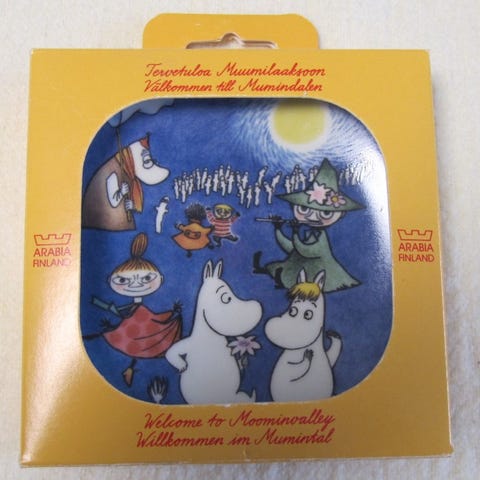 Tervetuloa Muumilaaksoon
Välkommen till Mumindalen
ARABIA
FINLAND
ARABIA
FINLAND
Welcome to Moominvalley
Willkommen im Mumintal